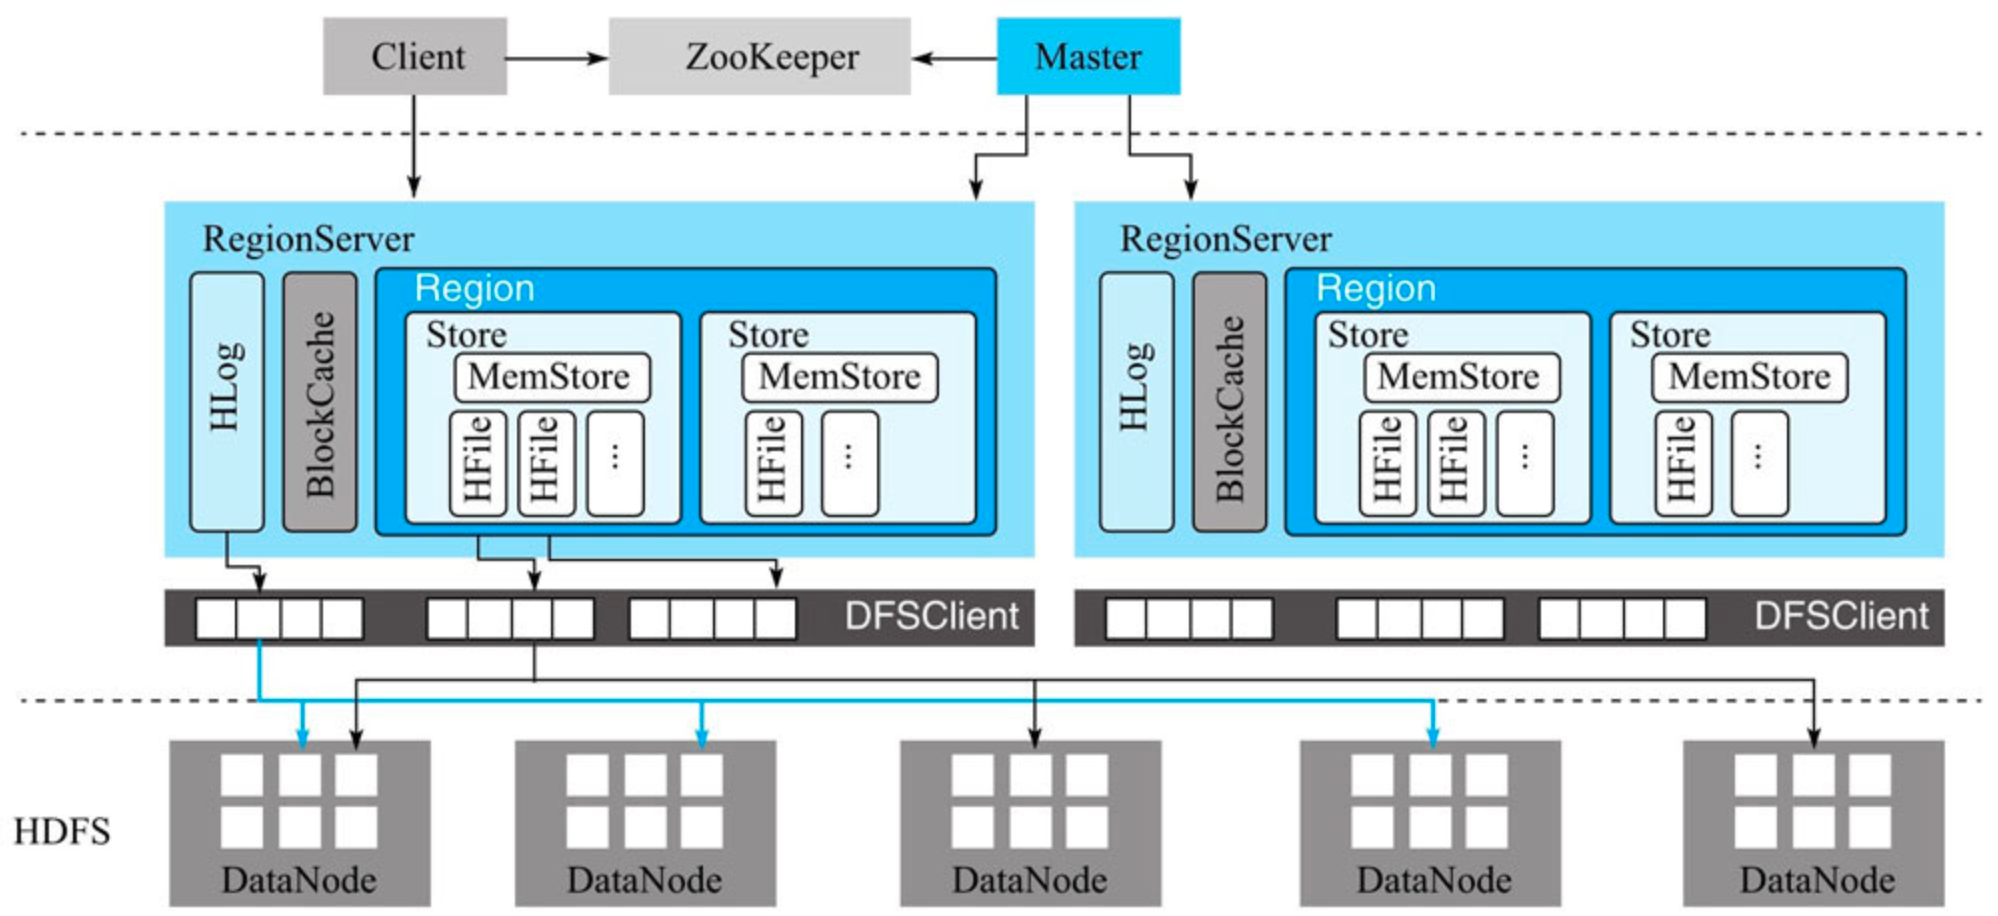 Client
ZooKeeper
Master
RegionServer
HLog
BlockCache
Region
Store
MemStore
HFile
HFile
...
Store
MemStore
HFile
...
RegionServer
HLog
BlockCache
Region
Store
MemStore
HFile
HFile
...
Store
MemStore
HFile
...
DFSClient
DFSClient
HDFS
DataNode
DataNode
DataNode
DataNode
DataNode